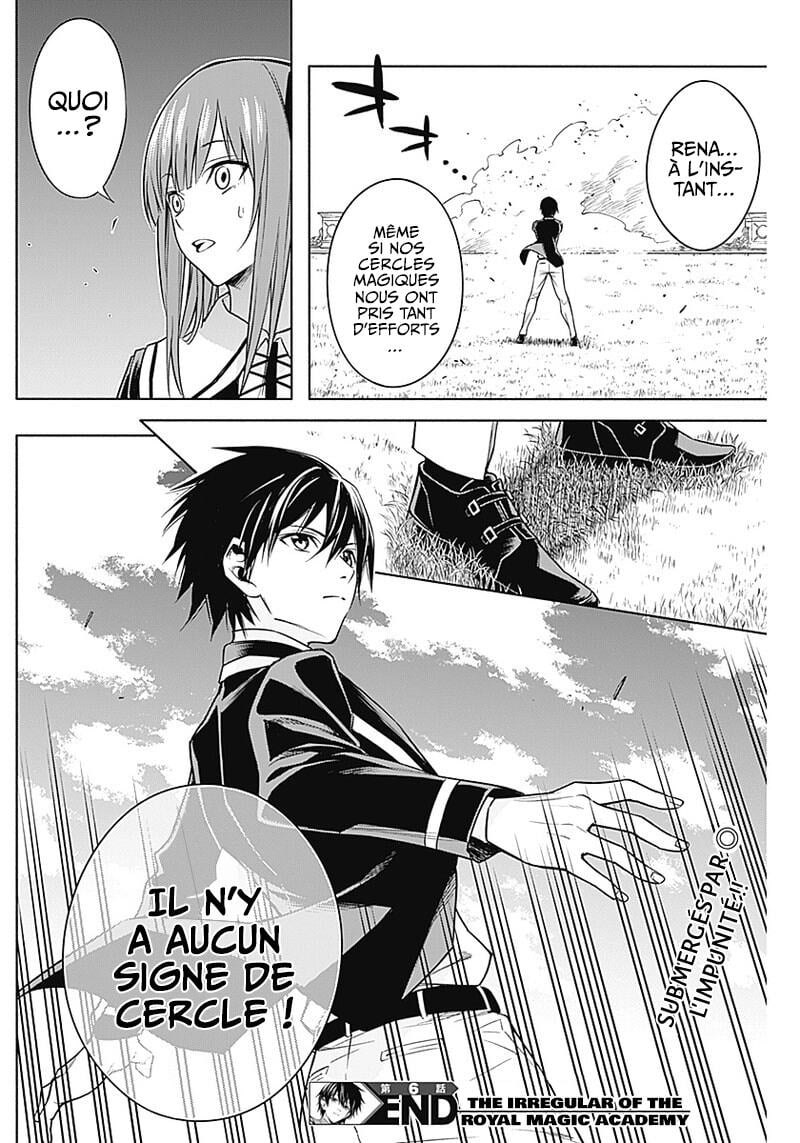 RENA...
À L'INS-
TANT...
MÊME
SI NOS
CERCLES
MAGIQUES
NOUS ONT
PRIS TANT
D'EFFORTS
...
QUOI
...?
IL N'Y
A AUCUN
SIGNE DE
CERCLE !
SUBMERGÉS PAR
L'IMPUNITÉ!!
第6話
END
THE IRREGULAR OF THE
ROYAL MAGIC ACADEMY